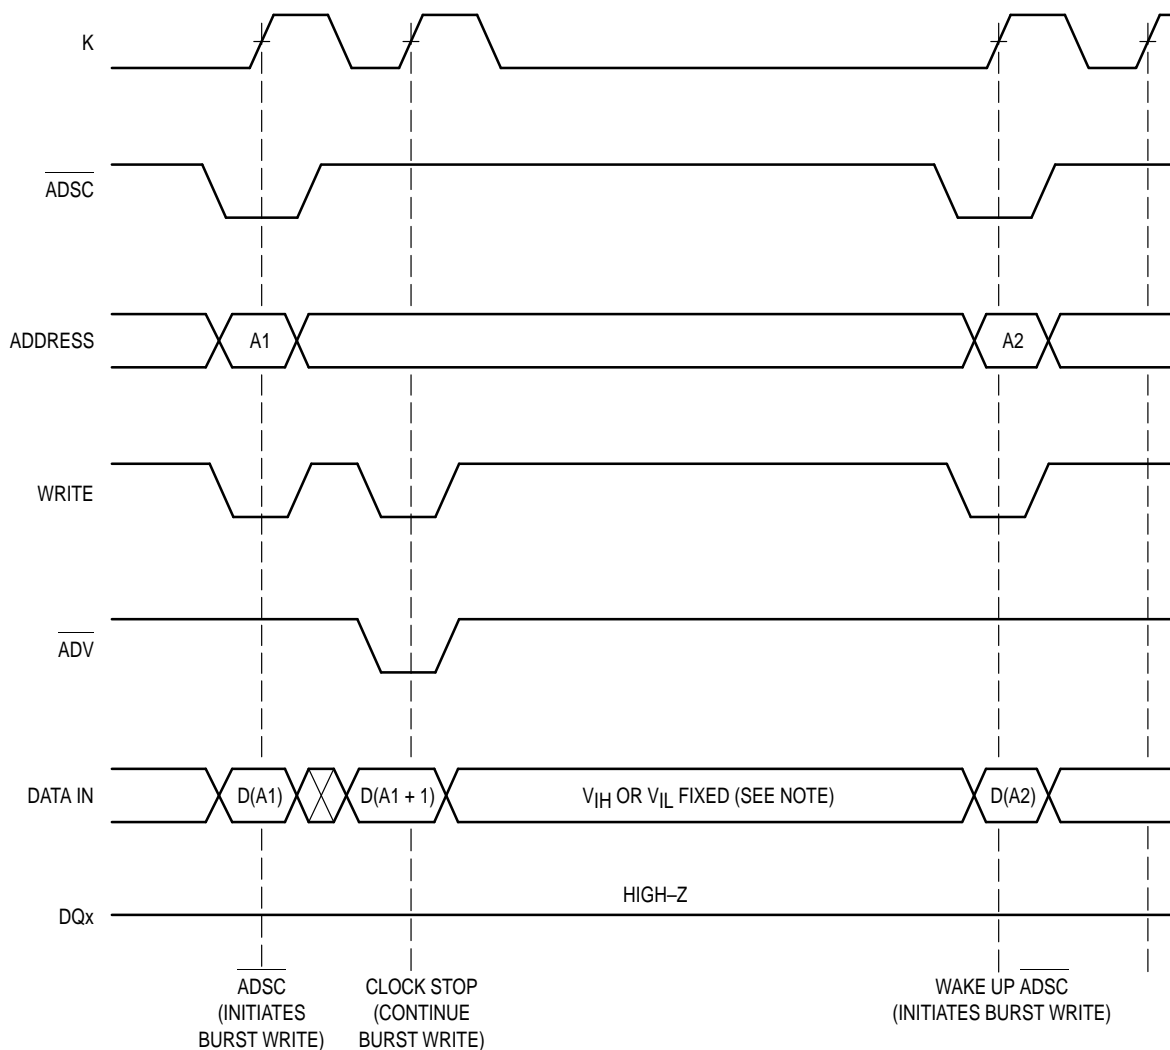 K
ADSC
ADDRESS
A1
A2
WRITE
ADV
DATA IN
D(A1)
D(A1 + 1)
VIH OR VIL FIXED (SEE NOTE)
D(A2)
HIGH–Z
DQx
ADSC
(INITIATES
BURST WRITE)
CLOCK STOP
(CONTINUE
BURST WRITE)
WAKE UP ADSC
(INITIATES BURST WRITE)